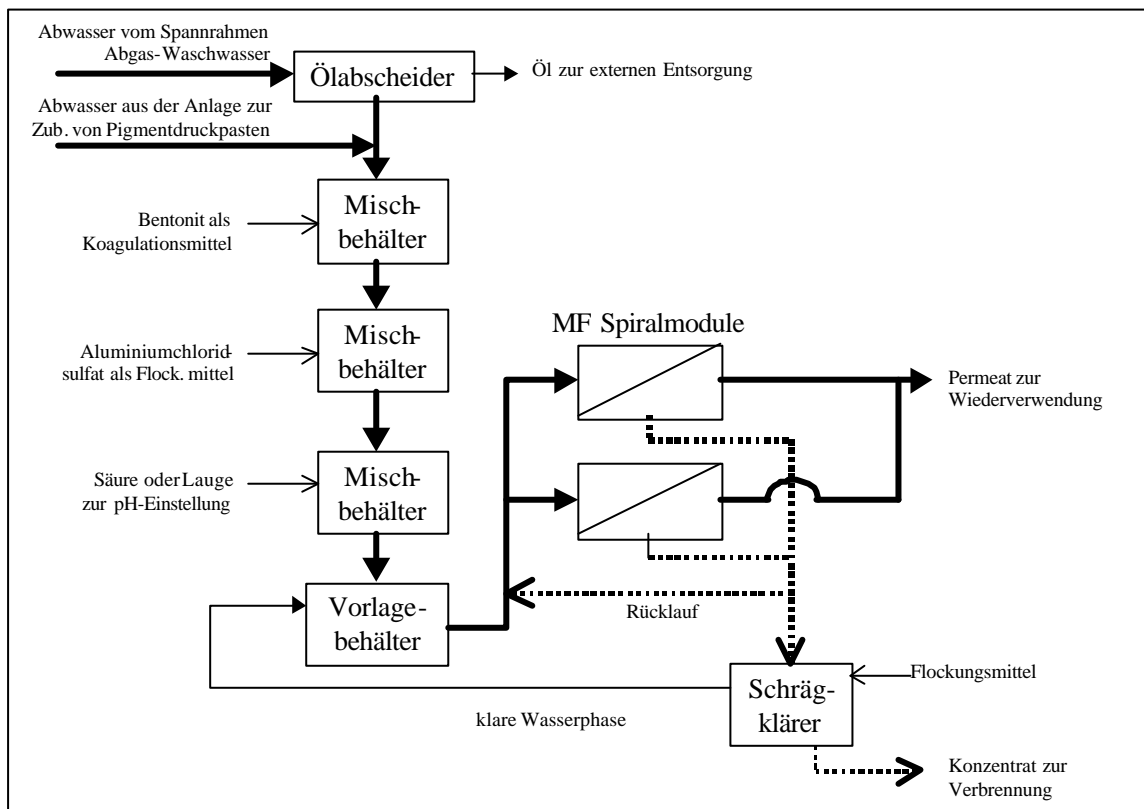 Abwasser vom Spannrahmen
Abgas-Waschwasser
Ölabscheider
Öl zur externen Entsorgung
Abwasser aus der Anlage zur
Zub. von Pigmentdruckpasten
Misch-
behälter
Bentonit als
Koagulationsmittel
Misch-
behälter
Aluminiumchlorid-
sulfat als Flock. mittel
MF Spiralmodule
Permeat zur
Wiederverwendung
Misch-
behälter
Säure oder Lauge
zur pH-Einstellung
Vorlage-
behälter
Rücklauf
Schräg-
klärer
Flockungsmittel
klare Wasserphase
Konzentrat zur
Verbrennung